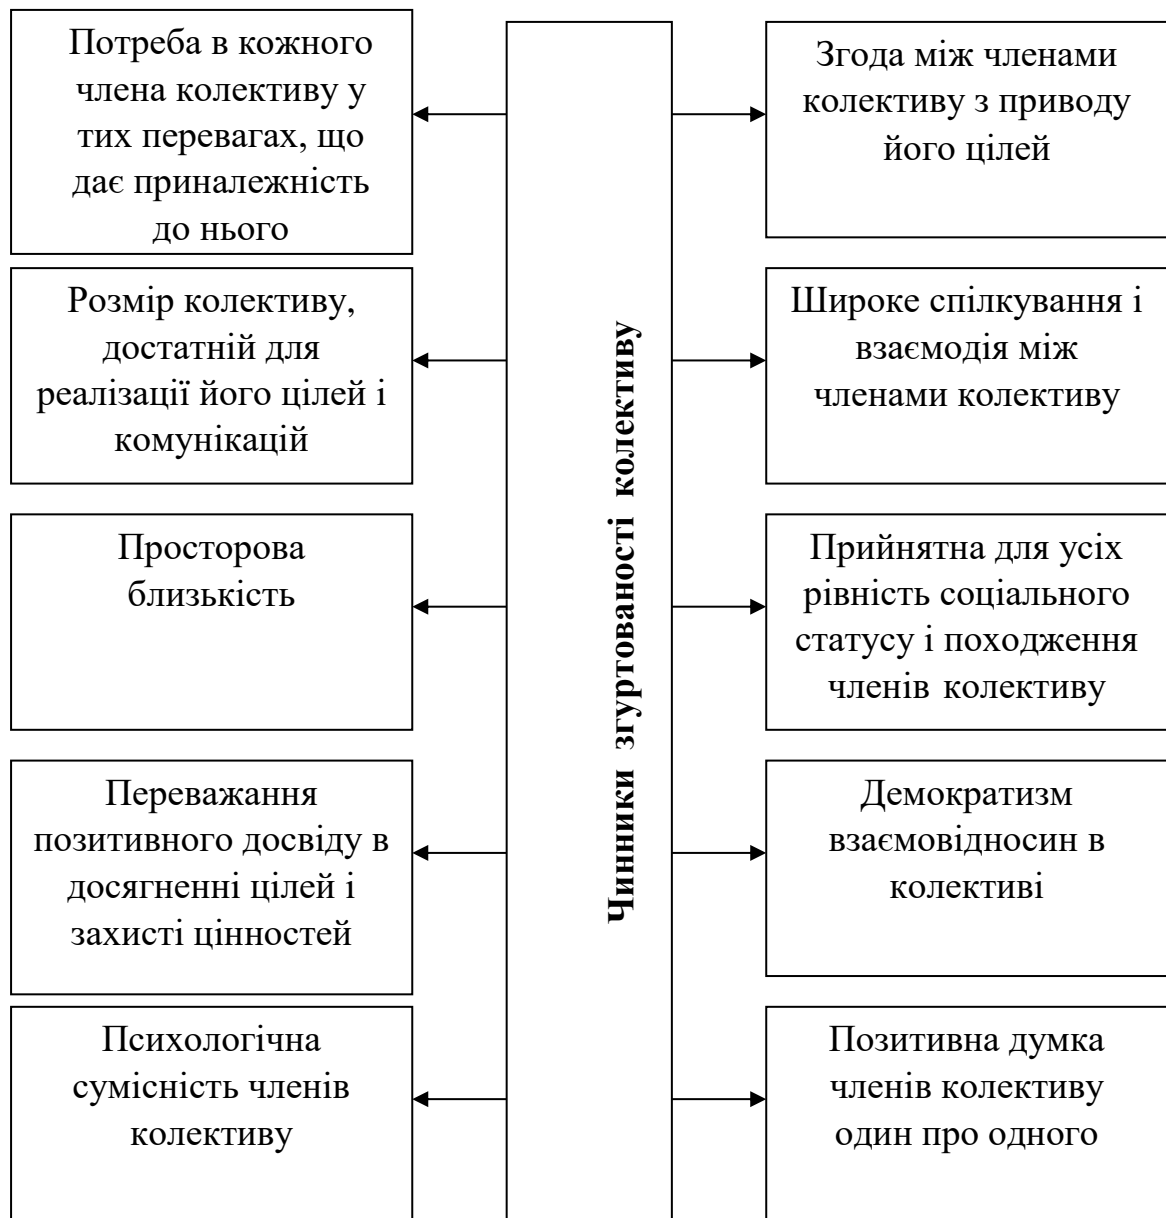 Потреба в кожного
члена колективу у
тих перевагах, що
дає приналежність
до нього
Розмір колективу,
достатній для
реалізації його цілей і
комунікацій
Просторова
близькість
Переважання
позитивного досвіду в
досягненні цілей і
захисті цінностей
Психологічна
сумісність членів
колективу
Чинники згуртованості колективу
Згода між членами
колективу з приводу
його цілей
Широке спілкування і
взаємодія між
членами колективу
Прийнятна для усіх
рівність соціального
статусу і походження
членів колективу
Демократизм
взаємовідносин в
колективі
Позитивна думка
членів колективу
один про одного